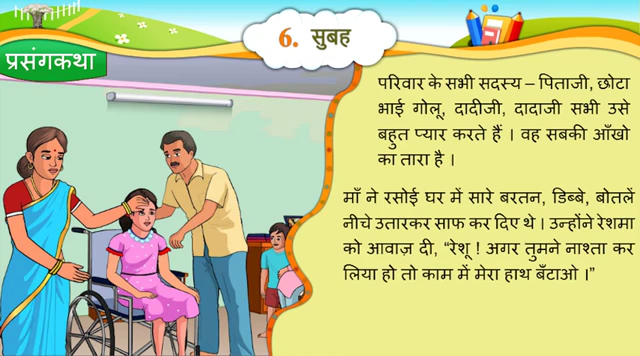 6. सुबह
प्रसंगकथा
परिवार के सभी सदस्य – पिताजी, छोटा
भाई गोलू, दादीजी, दादाजी सभी उसे
बहुत प्यार करते हैं । वह सबकी आँखो
का तारा है ।
माँ ने रसोई घर में सारे बरतन, डिब्बे, बोतलें
नीचे उतारकर साफ कर दिए थे । उन्होंने रेशमा
को आवाज़ दी, “रेशू ! अगर तुमने नाश्ता कर
लिया हो तो काम में मेरा हाथ बँटाओ ।”